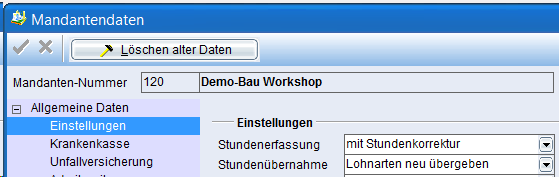 Mandantendaten
Löschen alter Daten
Mandanten-Nummer 120 Demo-Bau Workshop
Allgemeine Daten
Einstellungen
Krankenkasse
Unfallversicherung
Einstellungen
Stundenerfassung mit Stundenkorrektur
Stundenübernahme Lohnarten neu übergeben